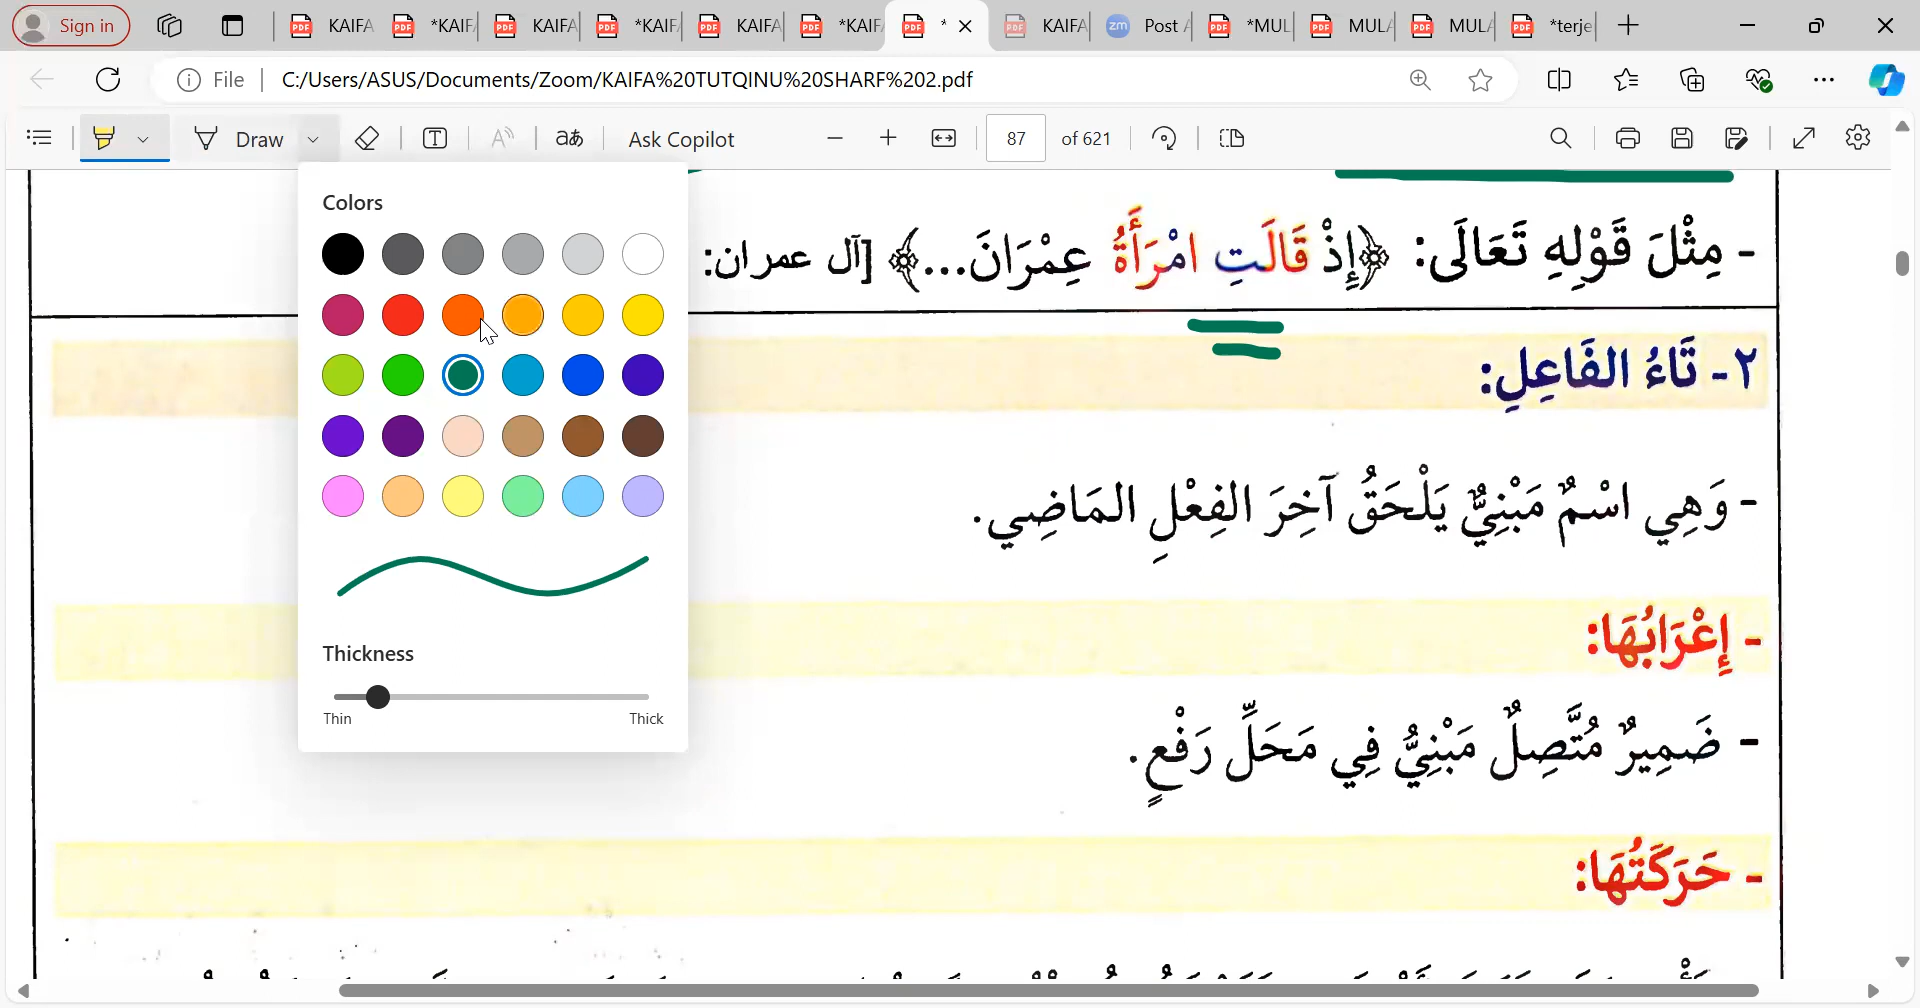 Sign in
KAIFA
*KAIF
KAIFA
*KAIF
KAIFA
*KAIF
*
KAIFA
Post A
*MUL
MULA
MULA
*terje
File
C:/Users/ASUS/Documents/Zoom/KAIFA%20TUTQINU%20SHARF%202.pdf
Draw
Ask Copilot
87 of 621
Colors
Thickness
Thin
Thick
- مِثْلَ قَوْلِهِ تَعَالَى: ﴿إِذْ قَالَتِ امْرَأَةُ عِمْرَانَ...﴾ [آل عمران:
٢- تَاءُ الفَاعِلِ:
- وَهِي اسْمٌ مَبْنِيٌّ يَلْحَقُ آخِرَ الفِعْلِ المَاضِي.
- إِعْرَابُهَا:
- ضَمِيرٌ مُتَّصِلٌ مَبْنِيٌّ فِي مَحَلِّ رَفْعٍ.
- حَرَكَتُهَا: